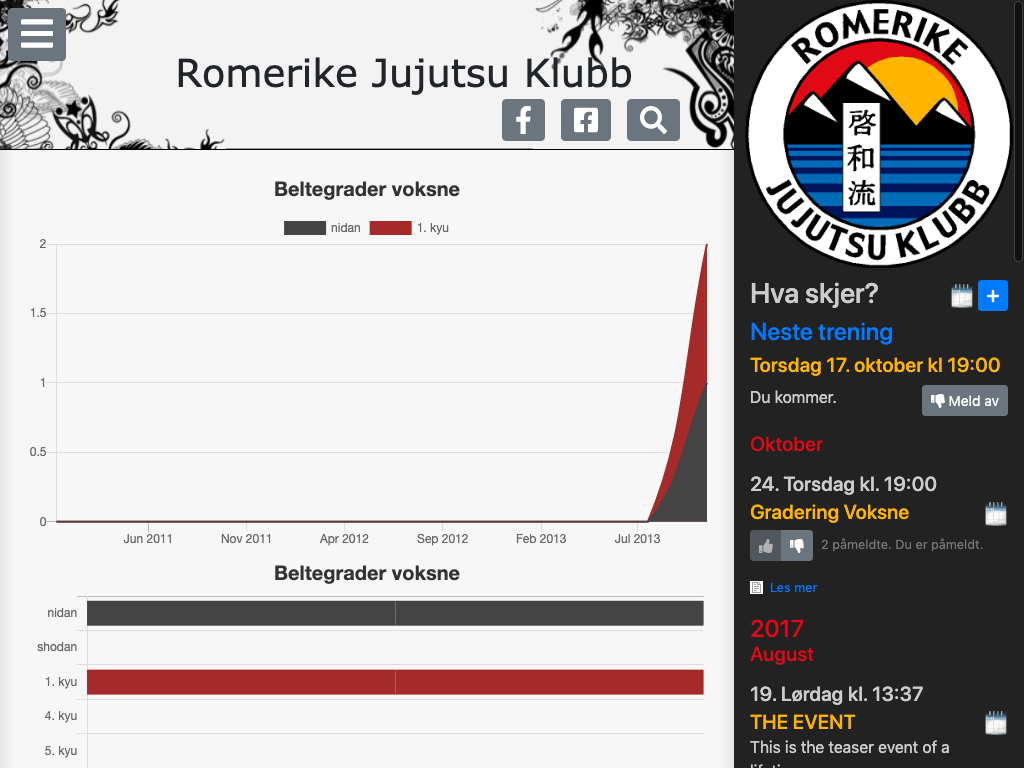 Romerike Jujutsu Klubb
Beltegrader voksne
nidan
1. kyu
2
1.5
1
0.5
0
Jun 2011
Nov 2011
Apr 2012
Sep 2012
Feb 2013
Jul 2013
Beltegrader voksne
nidan
shodan
1. kyu
4. kyu
5. kyu
ROMERIKE
啓和流
JUJUTSU KLUBB
Hva skjer?
Neste trening
Torsdag 17. oktober kl 19:00
Du kommer.
Meld av
Oktober
24. Torsdag kl. 19:00
Gradering Voksne
2 påmeldte. Du er påmeldt.
Les mer
2017
August
19. Lørdag kl. 13:37
THE EVENT
This is the teaser event of a